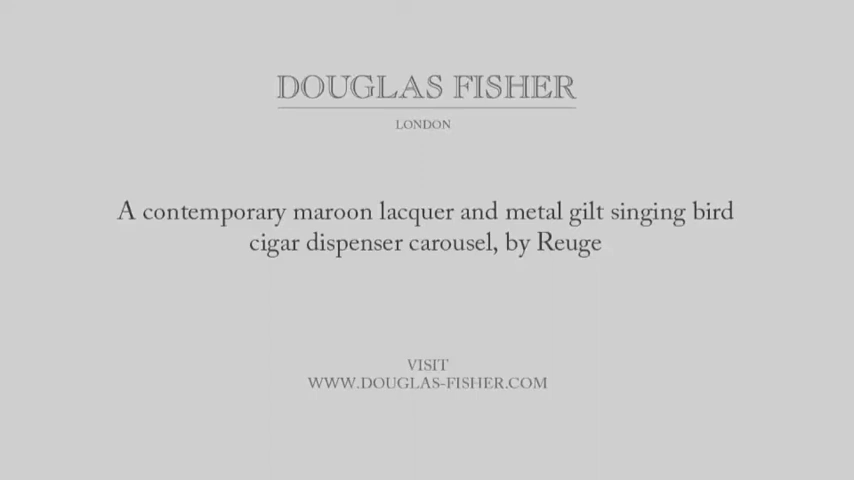 DOUGLAS FISHER
LONDON
A contemporary maroon lacquer and metal gilt singing bird
cigar dispenser carousel, by Reuge
VISIT
WWW.DOUGLAS-FISHER.COM